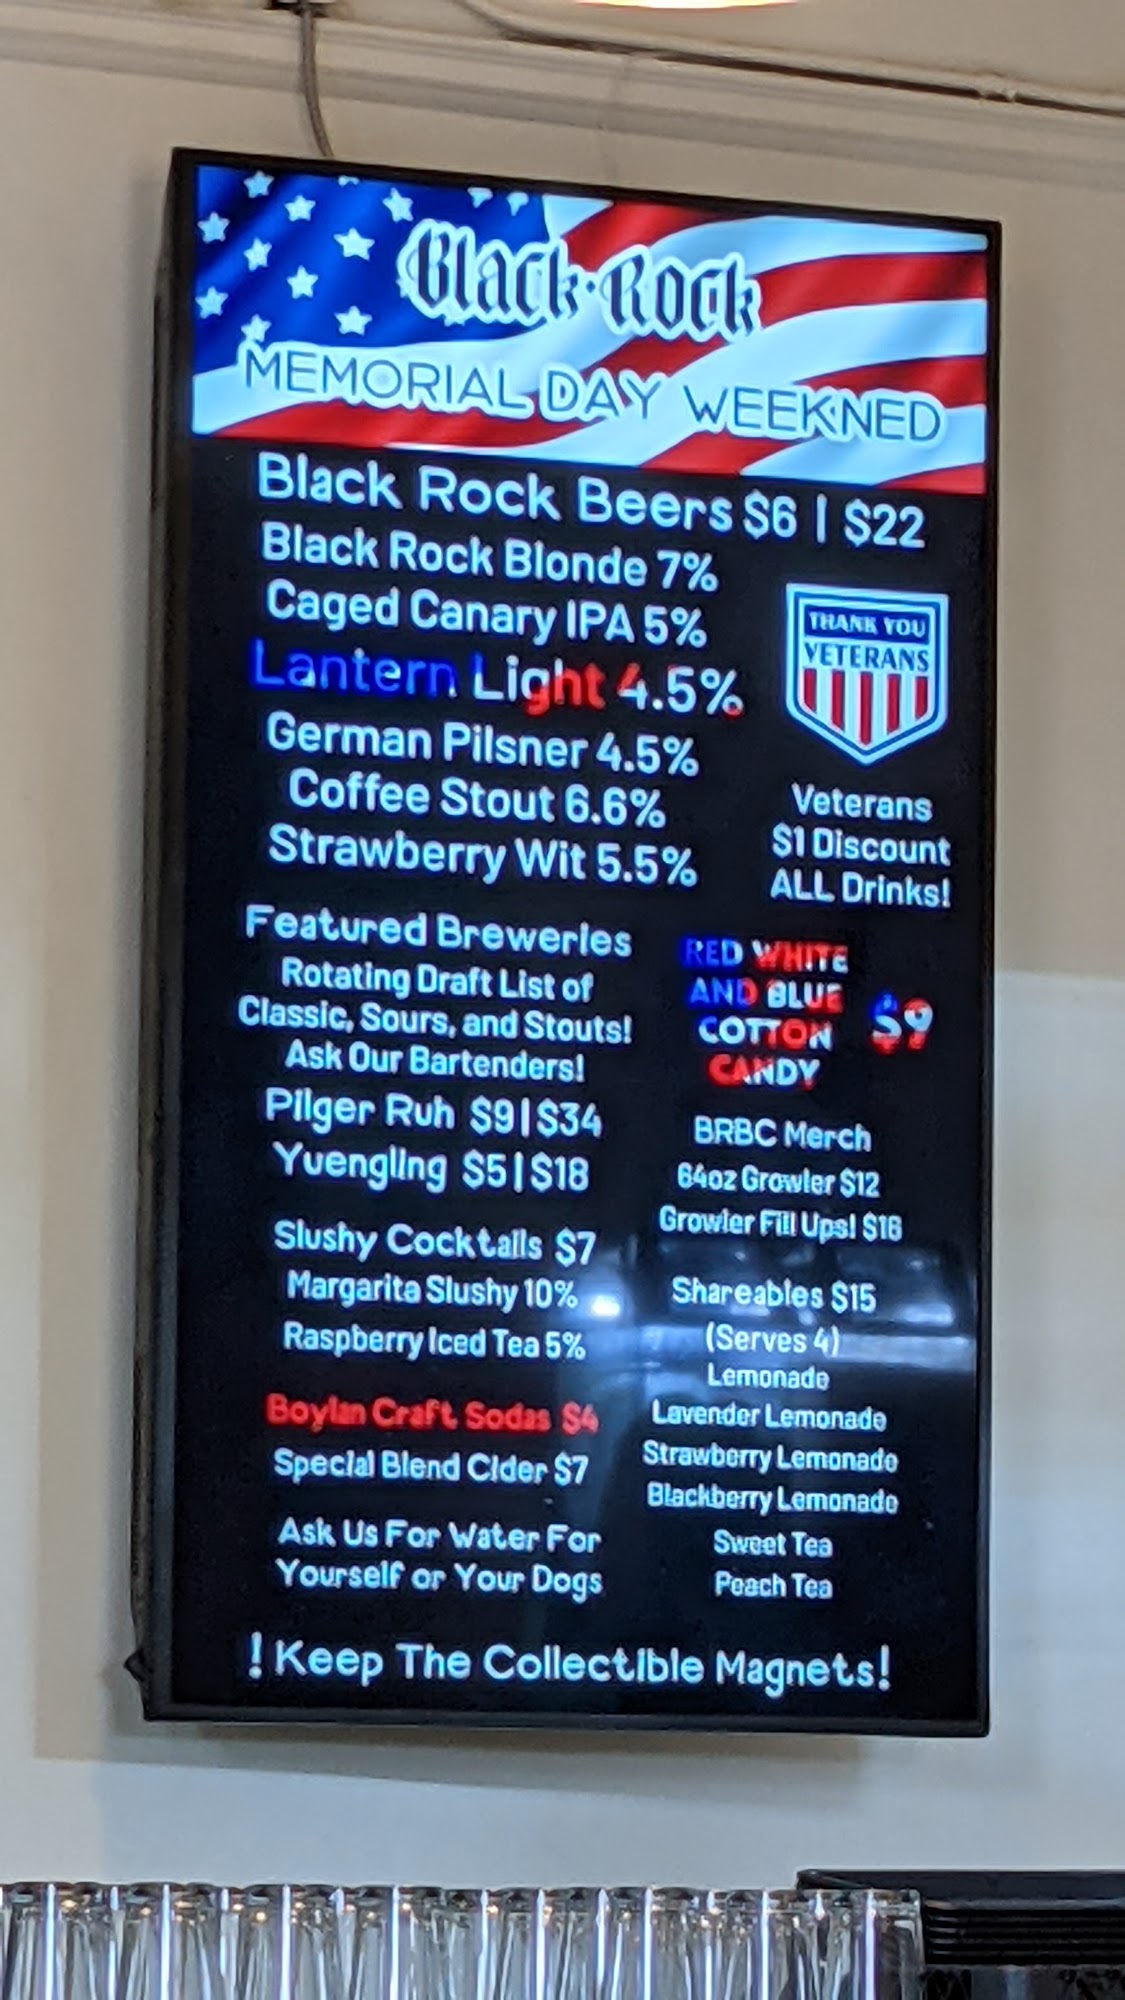 Black·Rock
MEMORIAL DAY WEEKNED
Black Rock Beers $6 | $22
Black Rock Blonde 7%
Caged Canary IPA 5%
Lantern Light 4.5%
German Pilsner 4.5%
Coffee Stout 6.6%
Strawberry Wit 5.5%
THANK YOU
VETERANS
Veterans
$1 Discount
ALL Drinks!
Featured Breweries
Rotating Draft List of
Classic, Sours, and Stouts!
Ask Our Bartenders!
Pilger Ruh $9|$34
Yuengling $5|$18
Slushy Cocktails $7
Margarita Slushy 10%
Raspberry Iced Tea 5%
Boylan Craft Sodas $4
Special Blend Cider $7
Ask Us For Water For
Yourself or Your Dogs
RED WHITE
AND BLUE
COTTON
CANDY
$9
BRBC Merch
64oz Growler $12
Growler Fill Ups! $16
Shareables $15
(Serves 4)
Lemonade
Lavender Lemonade
Strawberry Lemonade
Blackberry Lemonade
Sweet Tea
Peach Tea
! Keep The Collectible Magnets!